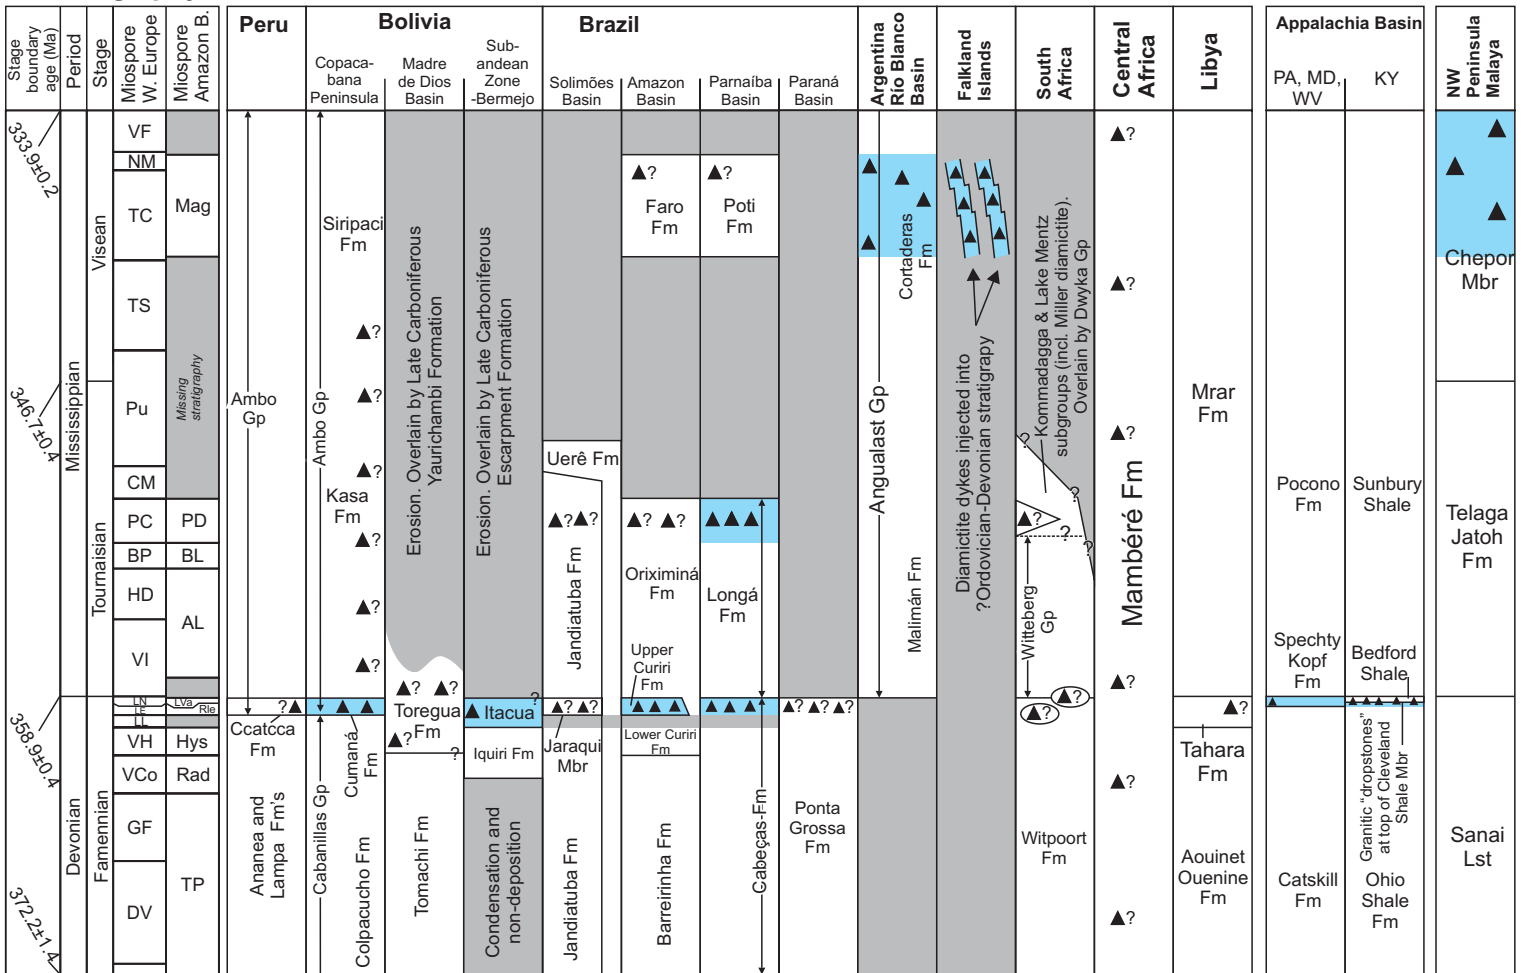 Stage boundary age (Ma)
Period
Stage
Miospore W. Europe
Miospore Amazon B.
Peru
Bolivia
Copaca-
bana
Peninsula
Madre
de Dios
Basin
Sub-
andean
Zone
-Bermejo
Brazil
Solimões
Basin
Amazon
Basin
Parnaíba
Basin
Paraná
Basin
Argentina
Río Blanco
Basin
Falkland
Islands
South
Africa
Central
Africa
Libya
Appalachia Basin
PA, MD,
WV
KY
NW
Peninsula
Malaya
333.9±0.2
346.7±0.4
358.9±0.4
372.2±1.4
Mississippian
Devonian
Visean
Tournaisian
Famennian
VF
NM
TC
TS
Pu
CM
PC
BP
HD
VI
LN
LE
LL
VH
VCo
GF
DV
Mag
Missing
stratigraphy
PD
BL
AL
LVa
Rle
Hys
Rad
TP
Ambo
Gp
?
Ccatcca
Fm
Ananea and
Lampa Fm's
Ambo Gp
Cabanillas Gp
Siripaci
Fm
?
?
?
Kasa
Fm
?
?
?
Cumaná
Fm
Colpacucho Fm
Erosion. Overlain by Late Carboniferous
Yaurichambi Formation
? ?
Toregua
Fm
?
?
Tomachi Fm
Erosion. Overlain by Late Carboniferous
Escarpment Formation
?
Itacua
Iquiri Fm
Condensation and
non-deposition
Uerê Fm
? ?
Jandiatuba Fm
? ?
Jaraqui
Mbr
Jandiatuba Fm
?
Faro
Fm
? ?
Oriximiná
Fm
Upper
Curiri
Fm
Lower Curiri
Fm
Barreirinha Fm
?
Poti
Fm
Longá
Fm
Cabeças-Fm
? ? ?
Ponta
Grossa
Fm
Cortaderas
Fm
Angualast Gp
Malimán Fm
Diamictite dykes injected into
?Ordovician-Devonian stratigrapy
Kommadagga & Lake Mentz
subgroups (incl. Miller diamictite).
Overlain by Dwyka Gp
?
?
?
?
?
Witteberg
Gp
?
?
Witpoort
Fm
?
?
?
Mambéré Fm
?
?
?
Mrar
Fm
?
Tahara
Fm
Aouinet
Ouenine
Fm
Pocono
Fm
Spechty
Kopf
Fm
Catskill
Fm
Sunbury
Shale
Bedford
Shale
Granitic "dropstones"
at top of Cleveland
Shale Mbr
Ohio
Shale
Fm
Chepor
Mbr
Telaga
Jatoh
Fm
Sanai
Lst